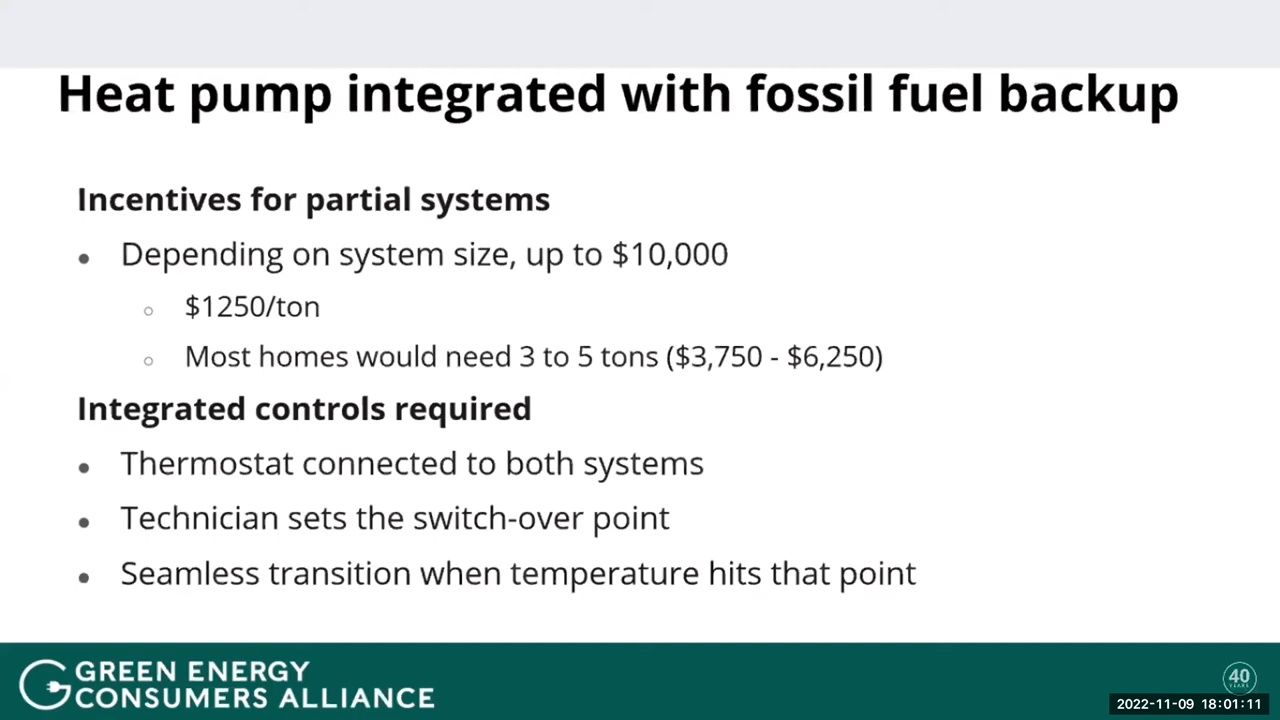 Heat pump integrated with fossil fuel backup
Incentives for partial systems
● Depending on system size, up to $10,000
○ $1250/ton
○ Most homes would need 3 to 5 tons ($3,750 - $6,250)
Integrated controls required
● Thermostat connected to both systems
● Technician sets the switch-over point
● Seamless transition when temperature hits that point
GREEN ENERGY
CONSUMERS ALLIANCE
40
YEARS
2022-11-09 18:01:11